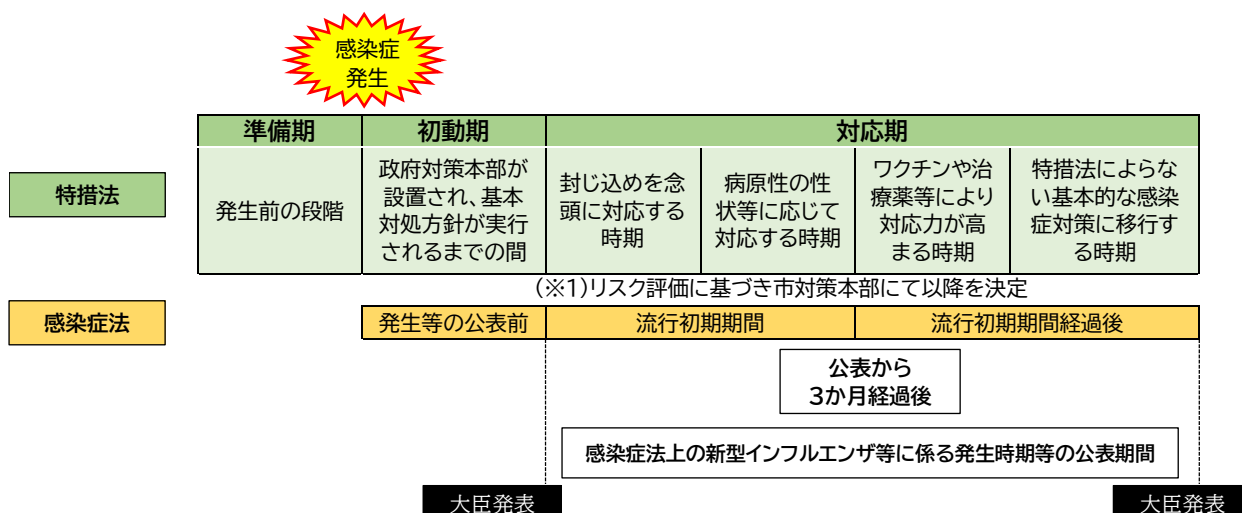 感染症
発生
準備期
初動期
対応期
特措法
発生前の段階
政府対策本部が
設置され、基本
対処方針が実行
されるまでの間
封じ込めを念
頭に対応する
時期
病原性の性
状等に応じて
対応する時期
ワクチンや治
療薬等により
対応力が高
まる時期
特措法によらな
い基本的な感染
症対策に移行す
る時期
(※1)リスク評価に基づき市対策本部にて以降を決定
感染症法
発生等の公表前
流行初期期間
流行初期期間経過後
公表から
3か月経過後
感染症法上の新型インフルエンザ等に係る発生時期等の公表期間
大臣発表
大臣発表